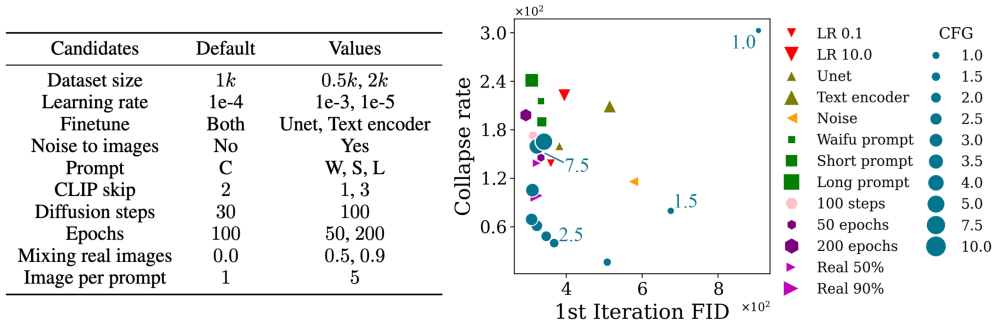 Candidates Default Values
Dataset size 1k 0.5k, 2k
Learning rate 1e-4 1e-3, 1e-5
Finetune Both Unet, Text encoder
Noise to images No Yes
Prompt C W, S, L
CLIP skip 2 1, 3
Diffusion steps 30 100
Epochs 100 50, 200
Mixing real images 0.0 0.5, 0.9
Image per prompt 1 5
×10²
3.0
2.4
1.8
1.2
0.6
Collapse rate
1.0
7.5
1.5
2.5
4 6 8
×10²
1st Iteration FID
LR 0.1
LR 10.0
Unet
Text encoder
Noise
Waifu prompt
Short prompt
Long prompt
100 steps
50 epochs
200 epochs
Real 50%
Real 90%
CFG
1.0
1.5
2.0
2.5
3.0
3.5
4.0
5.0
7.5
10.0